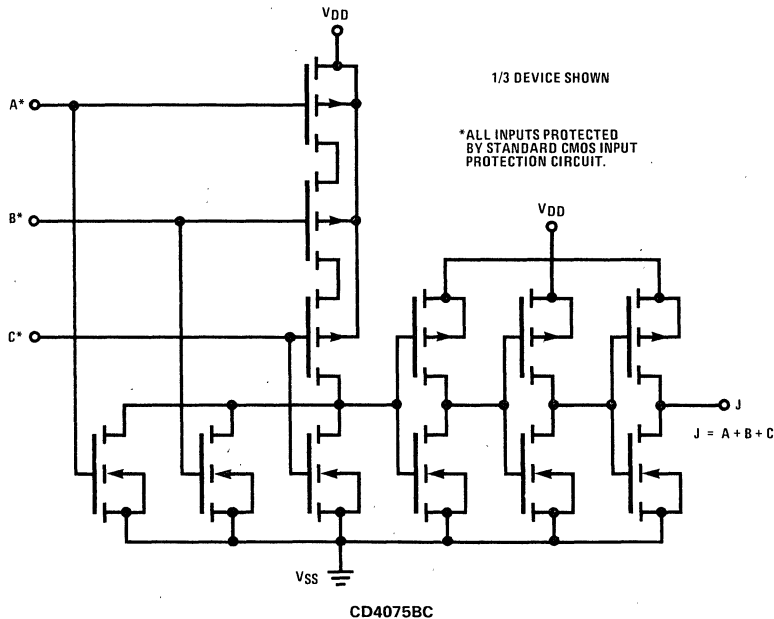 VDD
1/3 DEVICE SHOWN
A*
*ALL INPUTS PROTECTED
BY STANDARD CMOS INPUT
PROTECTION CIRCUIT.
B*
VDD
C*
J
J = A + B + C
VSS
CD4075BC